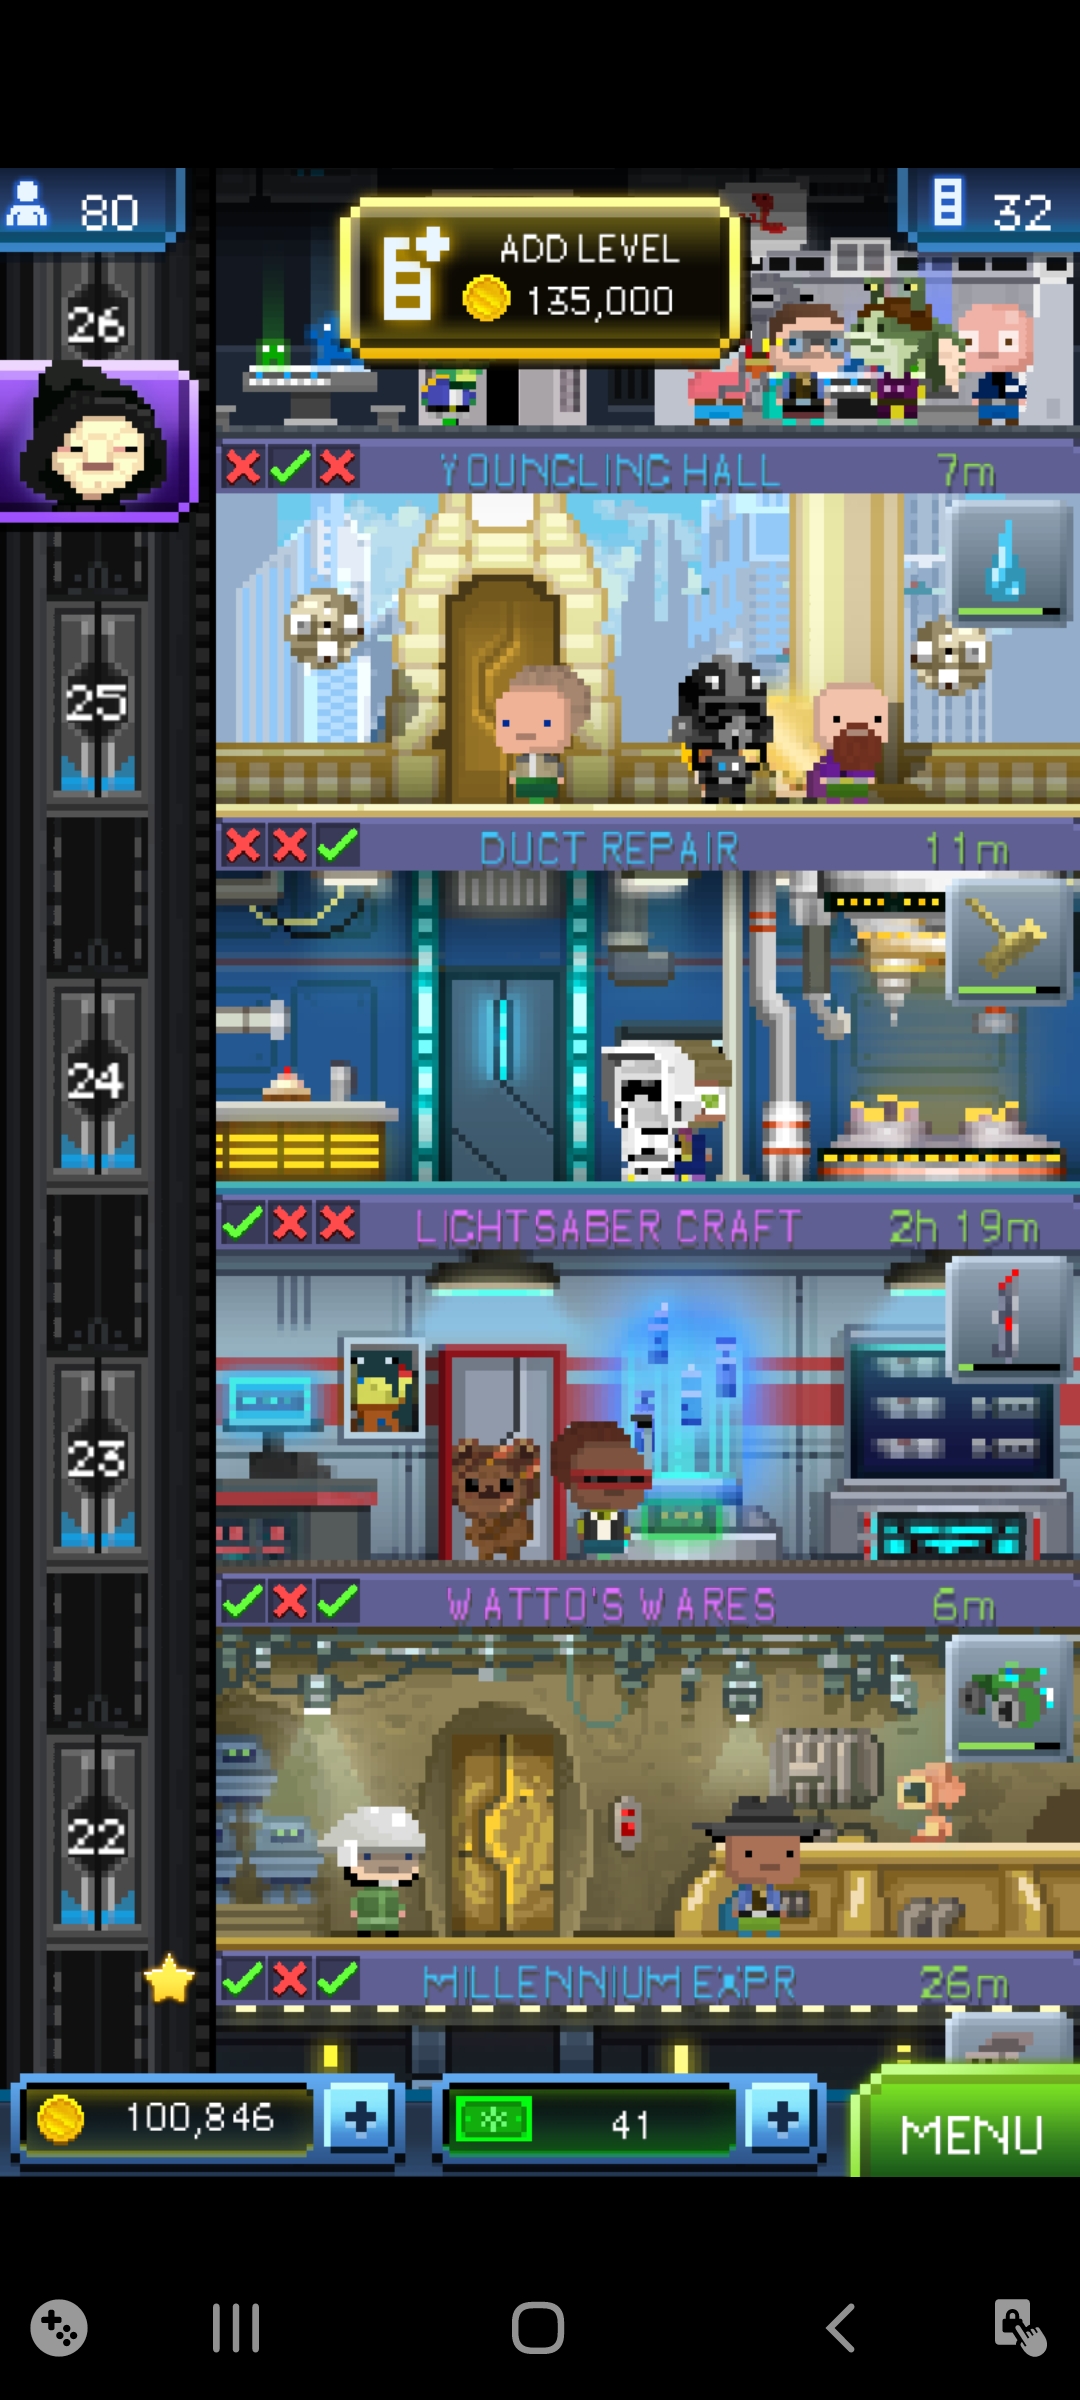 80
ADD LEVEL
135,000
32
26
YOUNGLING HALL
7m
25
DUCT REPAIR
11m
24
LIGHTSABER CRAFT
2h 19m
23
WATTO'S WARES
6m
22
MILLENNIUM EXPR
26m
100,846
41
MENU